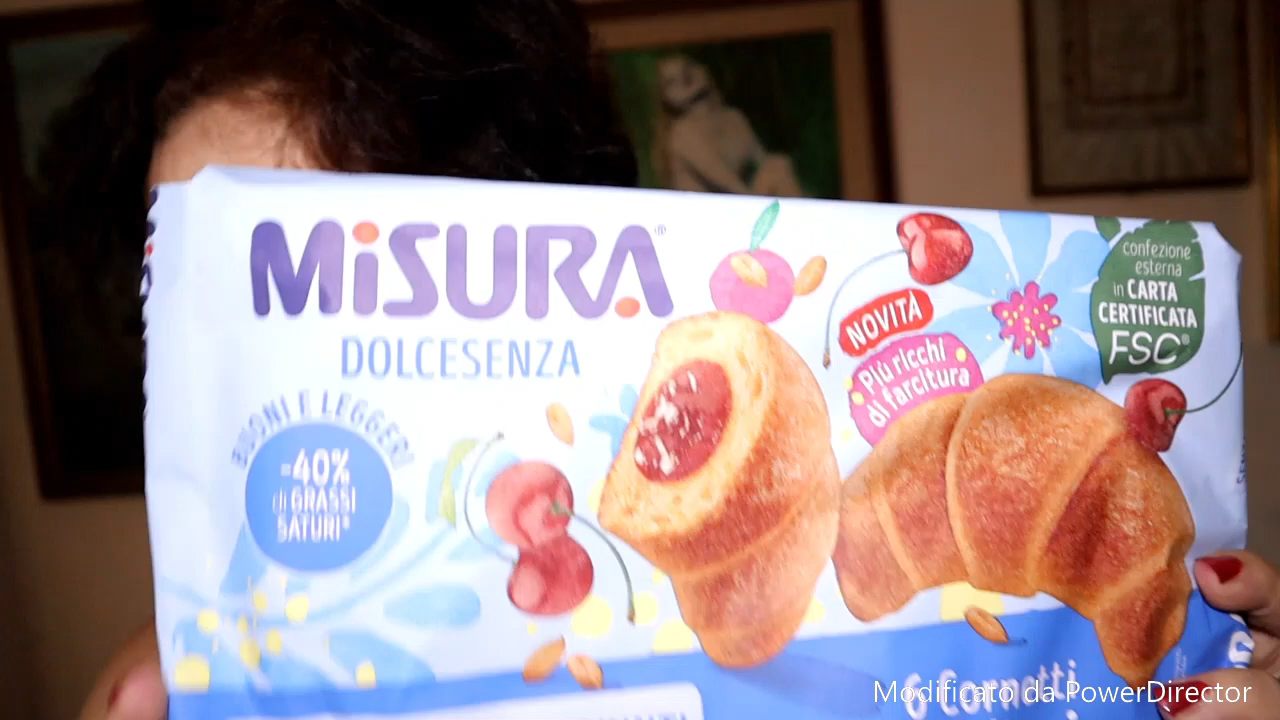 MiSURA®
DOLCESENZA
BUONI E LEGGERI
-40%
di GRASSI
SATURI*
NOVITÀ
Più ricchi
di farcitura
confezione
esterna
in CARTA
CERTIFICATA
FSC®
6 Cornetti
Modificato da PowerDirector